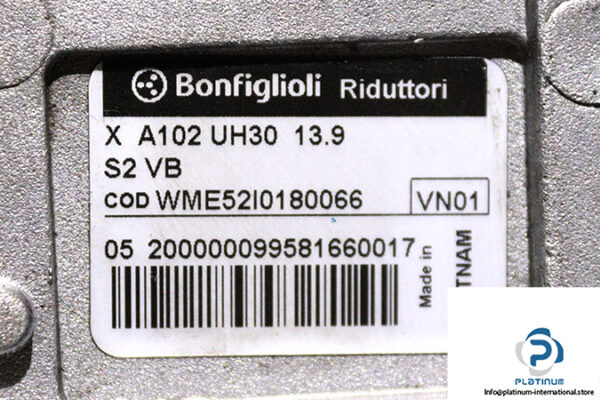 Bonfiglioli Riduttori
X A102 UH30 13.9
S2 VB
COD WME52I0180066 VN01
05 200000099581660017
Made in
TNAM
PLATINUM
Info@platinum-international.store